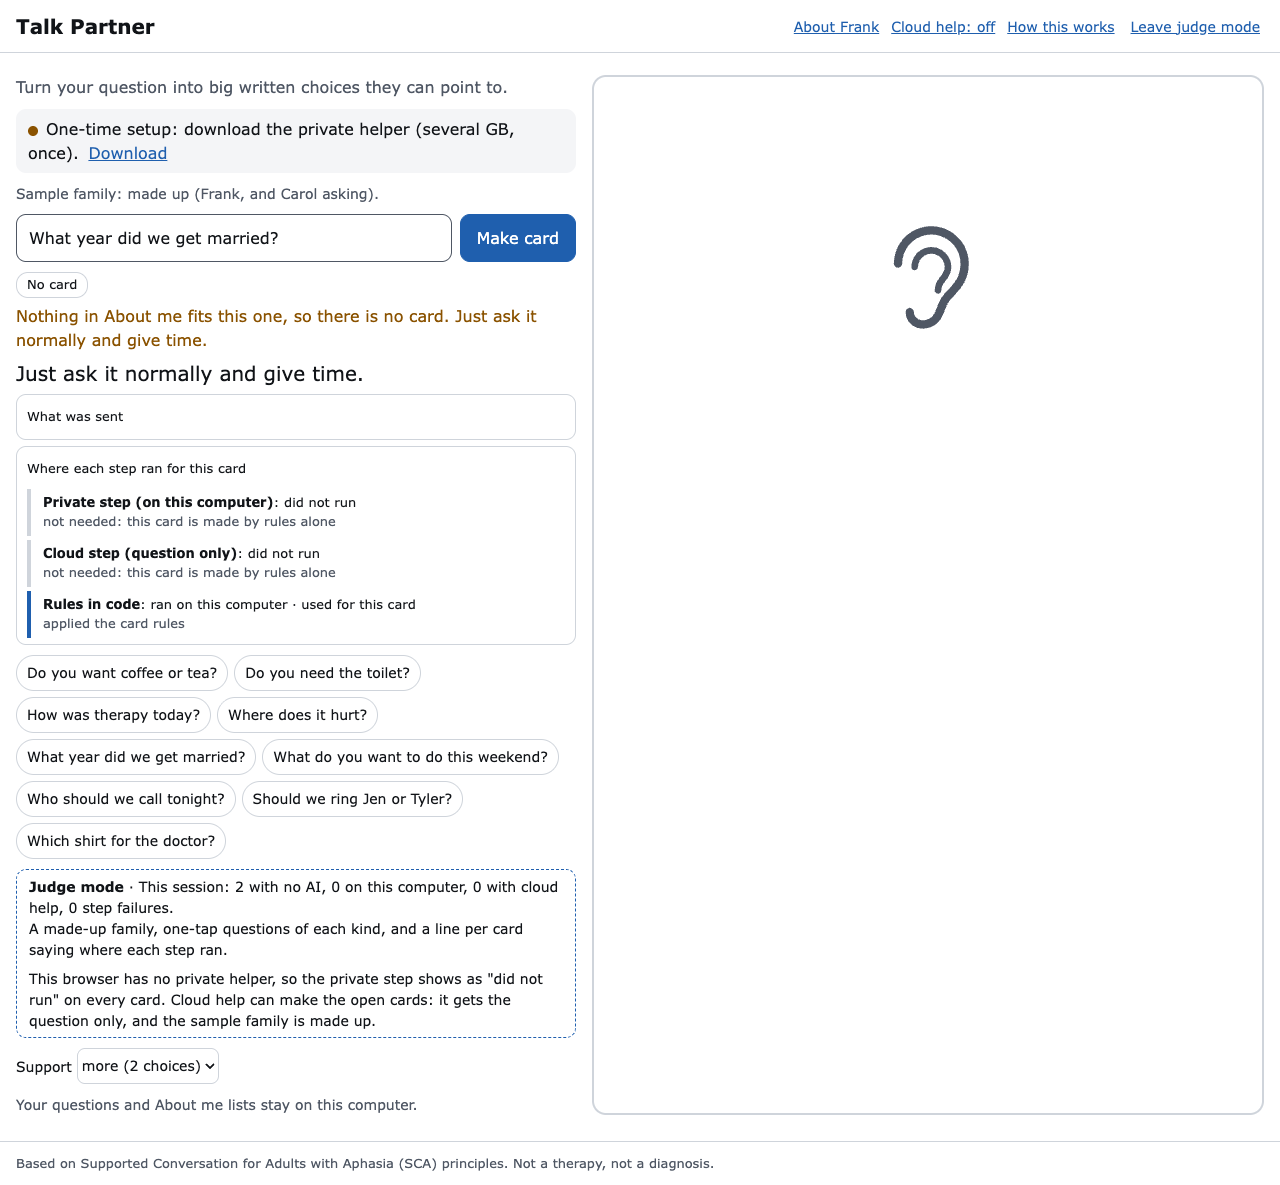 Talk Partner
About Frank
Cloud help: off
How this works
Leave judge mode
Turn your question into big written choices they can point to.
One-time setup: download the private helper (several GB,
once). Download
Sample family: made up (Frank, and Carol asking).
What year did we get married?
Make card
No card
Nothing in About me fits this one, so there is no card. Just ask it
normally and give time.
Just ask it normally and give time.
What was sent
Where each step ran for this card
Private step (on this computer): did not run
not needed: this card is made by rules alone
Cloud step (question only): did not run
not needed: this card is made by rules alone
Rules in code: ran on this computer · used for this card
applied the card rules
Do you want coffee or tea?
Do you need the toilet?
How was therapy today?
Where does it hurt?
What year did we get married?
What do you want to do this weekend?
Who should we call tonight?
Should we ring Jen or Tyler?
Which shirt for the doctor?
Judge mode · This session: 2 with no AI, 0 on this computer, 0 with cloud
help, 0 step failures.
A made-up family, one-tap questions of each kind, and a line per card
saying where each step ran.
This browser has no private helper, so the private step shows as "did not
run" on every card. Cloud help can make the open cards: it gets the
question only, and the sample family is made up.
Support
more (2 choices)
Your questions and About me lists stay on this computer.
Based on Supported Conversation for Adults with Aphasia (SCA) principles. Not a therapy, not a diagnosis.